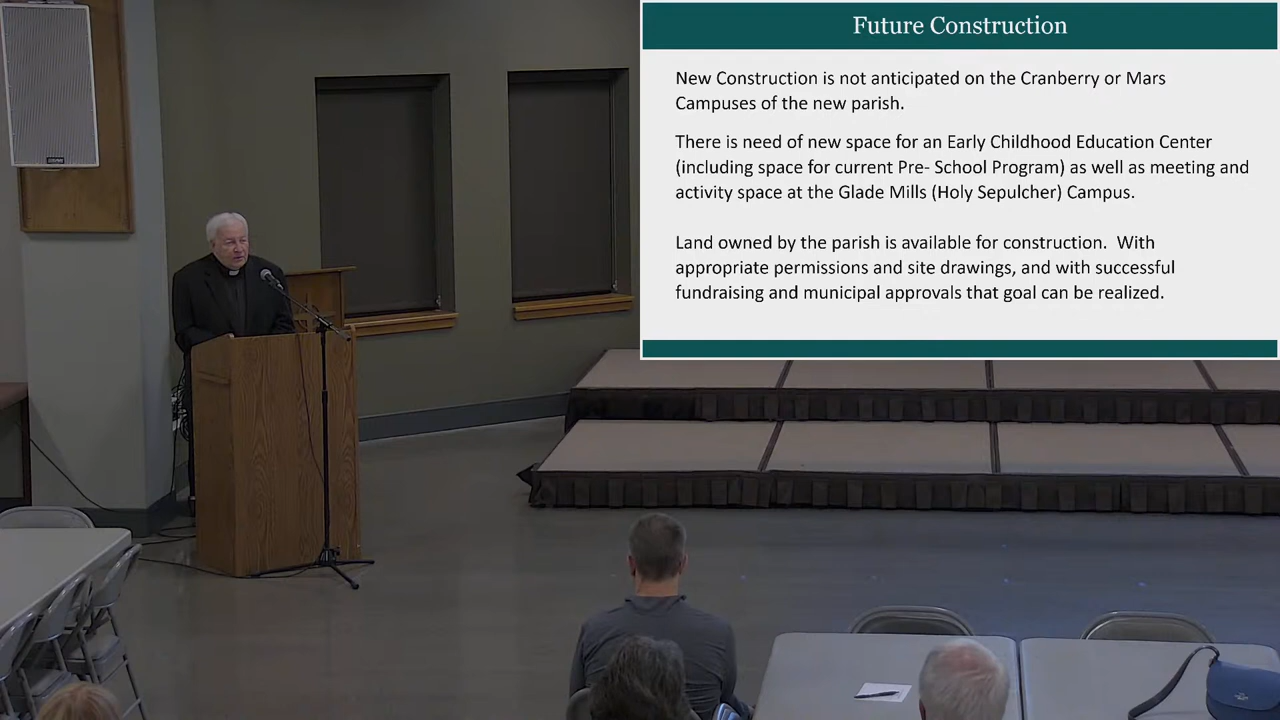 Future Construction
New Construction is not anticipated on the Cranberry or Mars
Campuses of the new parish.
There is need of new space for an Early Childhood Education Center
(including space for current Pre- School Program) as well as meeting and
activity space at the Glade Mills (Holy Sepulcher) Campus.
Land owned by the parish is available for construction.  With
appropriate permissions and site drawings, and with successful
fundraising and municipal approvals that goal can be realized.